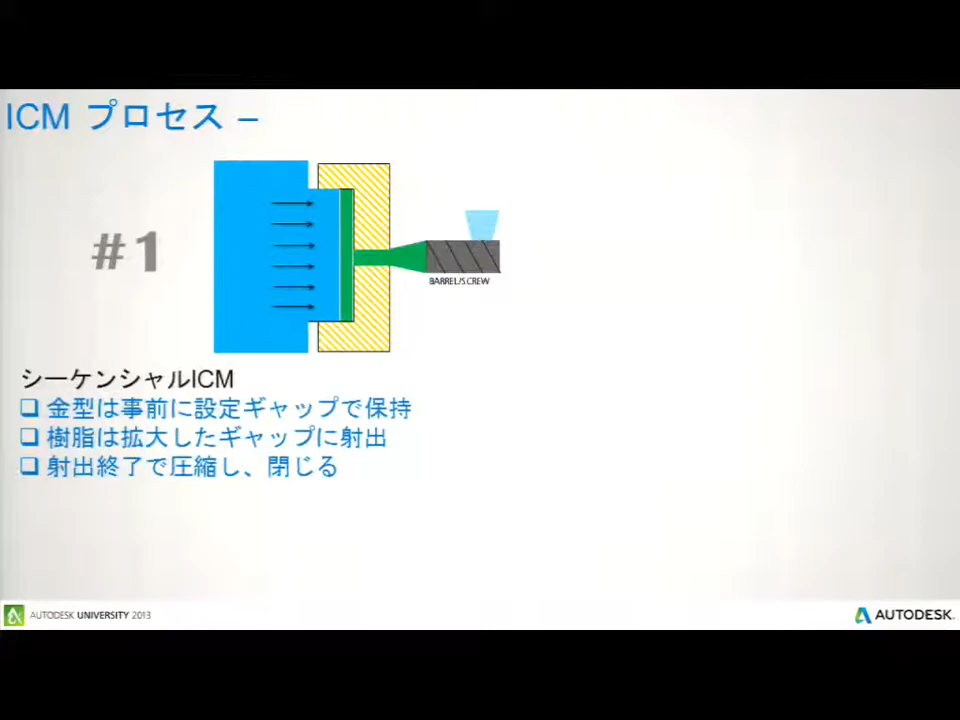 ICM プロセス –
#1
BARREL/SCREW
シーケンシャルICM
❑ 金型は事前に設定ギャップで保持
❑ 樹脂は拡大したギャップに射出
❑ 射出終了で圧縮し、閉じる
AUTODESK UNIVERSITY 2013
AUTODESK.